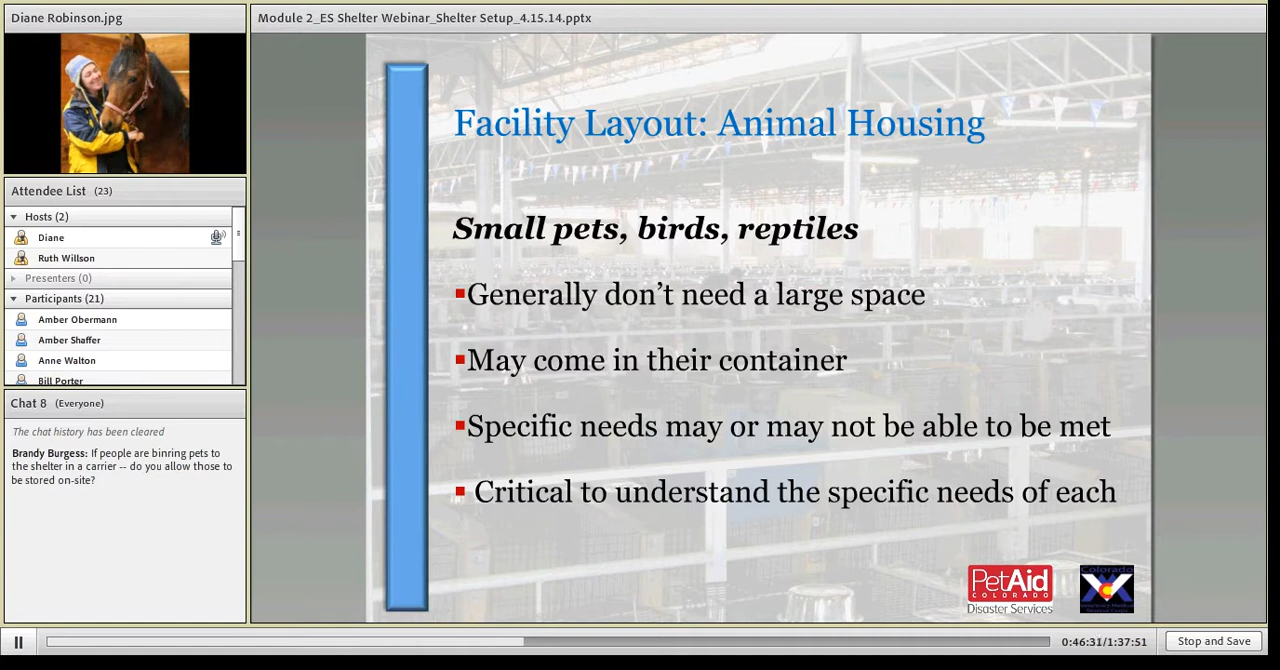 Diane Robinson.jpg
Module 2_ES Shelter Webinar_Shelter Setup_4.15.14.pptx
Attendee List (23)
Hosts (2)
Diane
Ruth Willson
Presenters (0)
Participants (21)
Amber Obermann
Amber Shaffer
Anne Walton
Bill Porter
Chat 8 (Everyone)
The chat history has been cleared
Brandy Burgess: If people are binring pets to
the shelter in a carrier -- do you allow those to
be stored on-site?
Facility Layout: Animal Housing
Small pets, birds, reptiles
▪Generally don't need a large space
▪May come in their container
▪Specific needs may or may not be able to be met
▪ Critical to understand the specific needs of each
PetAid
COLORADO
Disaster Services
Colorado
0:46:31/1:37:51
Stop and Save